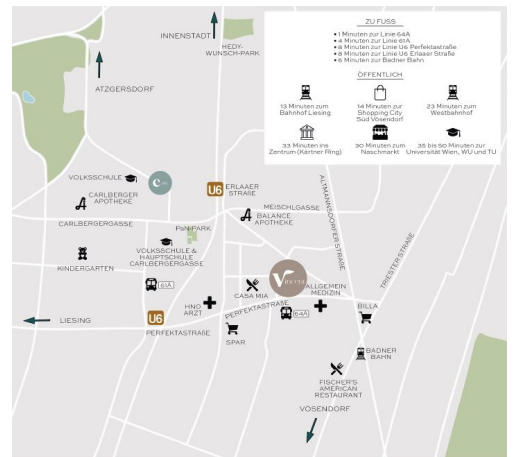 ZU FUSS
• 1 Minuten zur Linie 64A
• 4 Minuten 61A
• 8 Minuten zur Linie U6 Perfektastraße
• 8 Minuten zur Linie U6 Erlaaer Straße
• 6 Minuten zur Badner Bahn
ÖFFENTLICH
13 Minuten zum
Bahnhof Liesing
14 Minuten zur
Shopping City
Süd Vösendorf
23 Minuten zum
Westbahnhof
33 Minuten ins
Zentrum (Kärtner Ring)
30 Minuten zum
Naschmarkt
35 bis 50 Minuten zur
Universität Wien, WU und TU
INNENSTADT
HEDY-
WUNSCH-PARK
ATZGERSDORF
VOLKSSCHULE
CARLBERGER
APOTHEKE
U6
ERLAAER
STRAßE
MEISCHLGASSE
BALANCE
APOTHEKE
ALTMANNSDORFER STRAßE
TRIESTER STRAßE
CARLBERGERGASSE
PaN-PARK
VOLKSSCHULE &
HAUPTSCHULE
CARLBERGERGASSE
KINDERGARTEN
61A
CASA MIA
Vincent
ALLGEMEIN
MEDIZIN
HNO
ARZT
PERFEKTASTRAßE
64A
BILLA
LIESING
U6
PERFEKTASTRAßE
SPAR
BADNER
BAHN
FISCHER'S
AMERICAN
RESTAURANT
VÖSENDORF